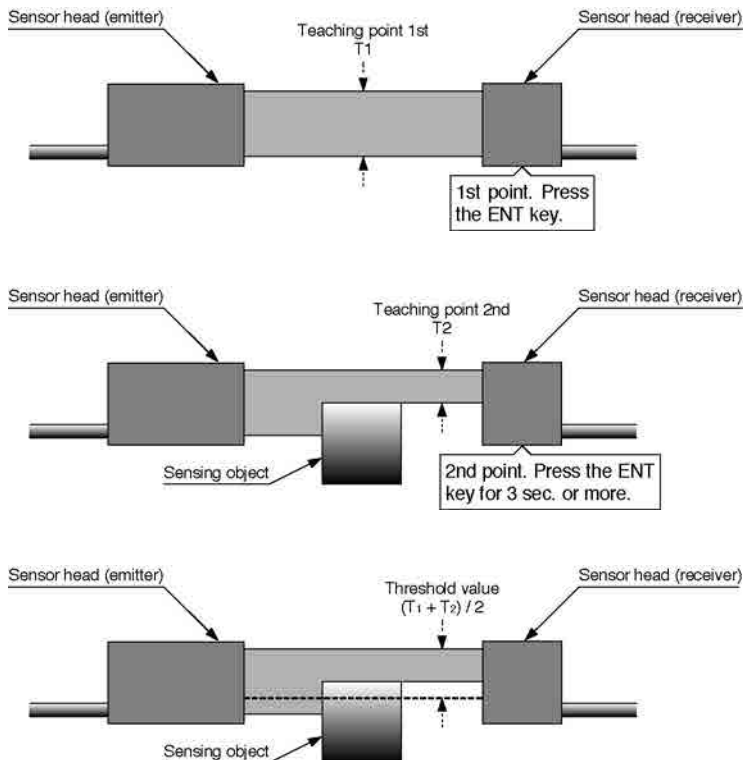 Sensor head (emitter)
Sensor head (receiver)
Teaching point 1st
T1
1st point. Press
the ENT key.
Sensor head (emitter)
Sensor head (receiver)
Teaching point 2nd
T2
Sensing object
2nd point. Press the ENT
key for 3 sec. or more.
Sensor head (emitter)
Sensor head (receiver)
Threshold value
(T1 + T2) / 2
Sensing object